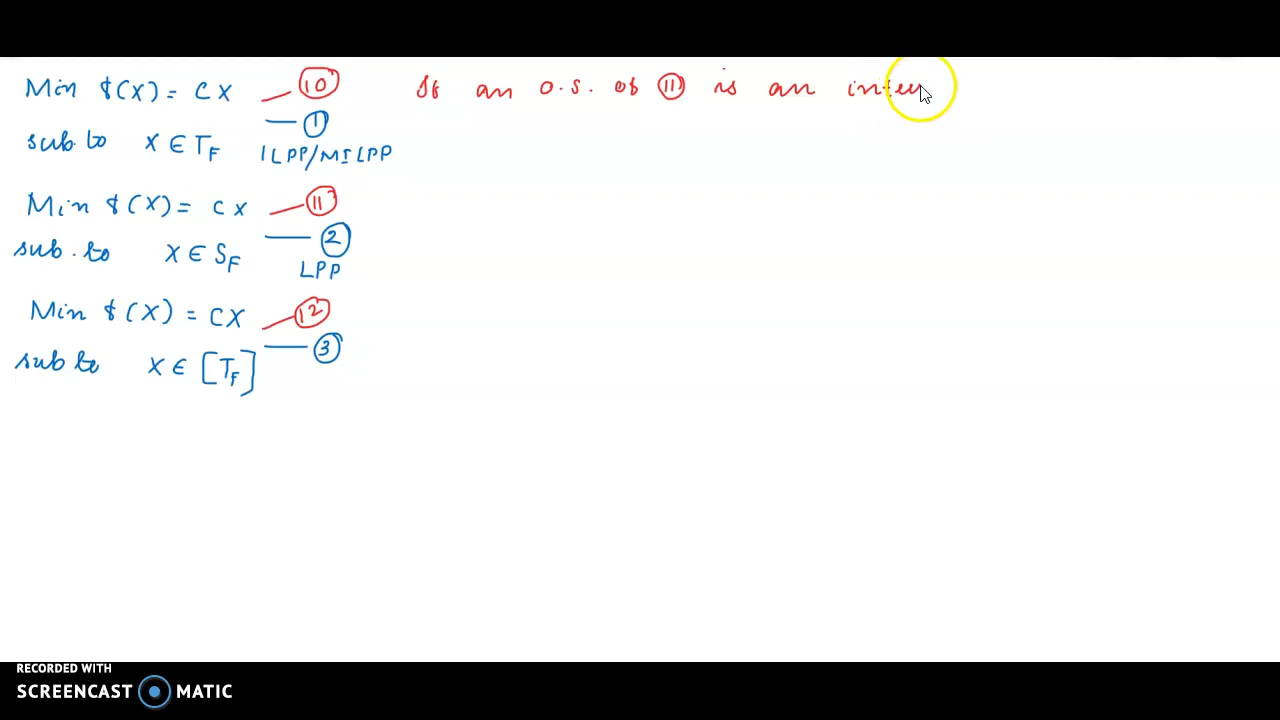 Min f(X) = CX — 10
— 1
sub. to X ∈ T_F
ILPP/MILPP
Min f(X) = CX — 11
— 2
sub. to X ∈ S_F
LPP
Min f(X) = CX — 12
— 3
sub to X ∈ [T_F]
If an o.s. of 11 is an
RECORDED WITH
SCREENCAST MATIC